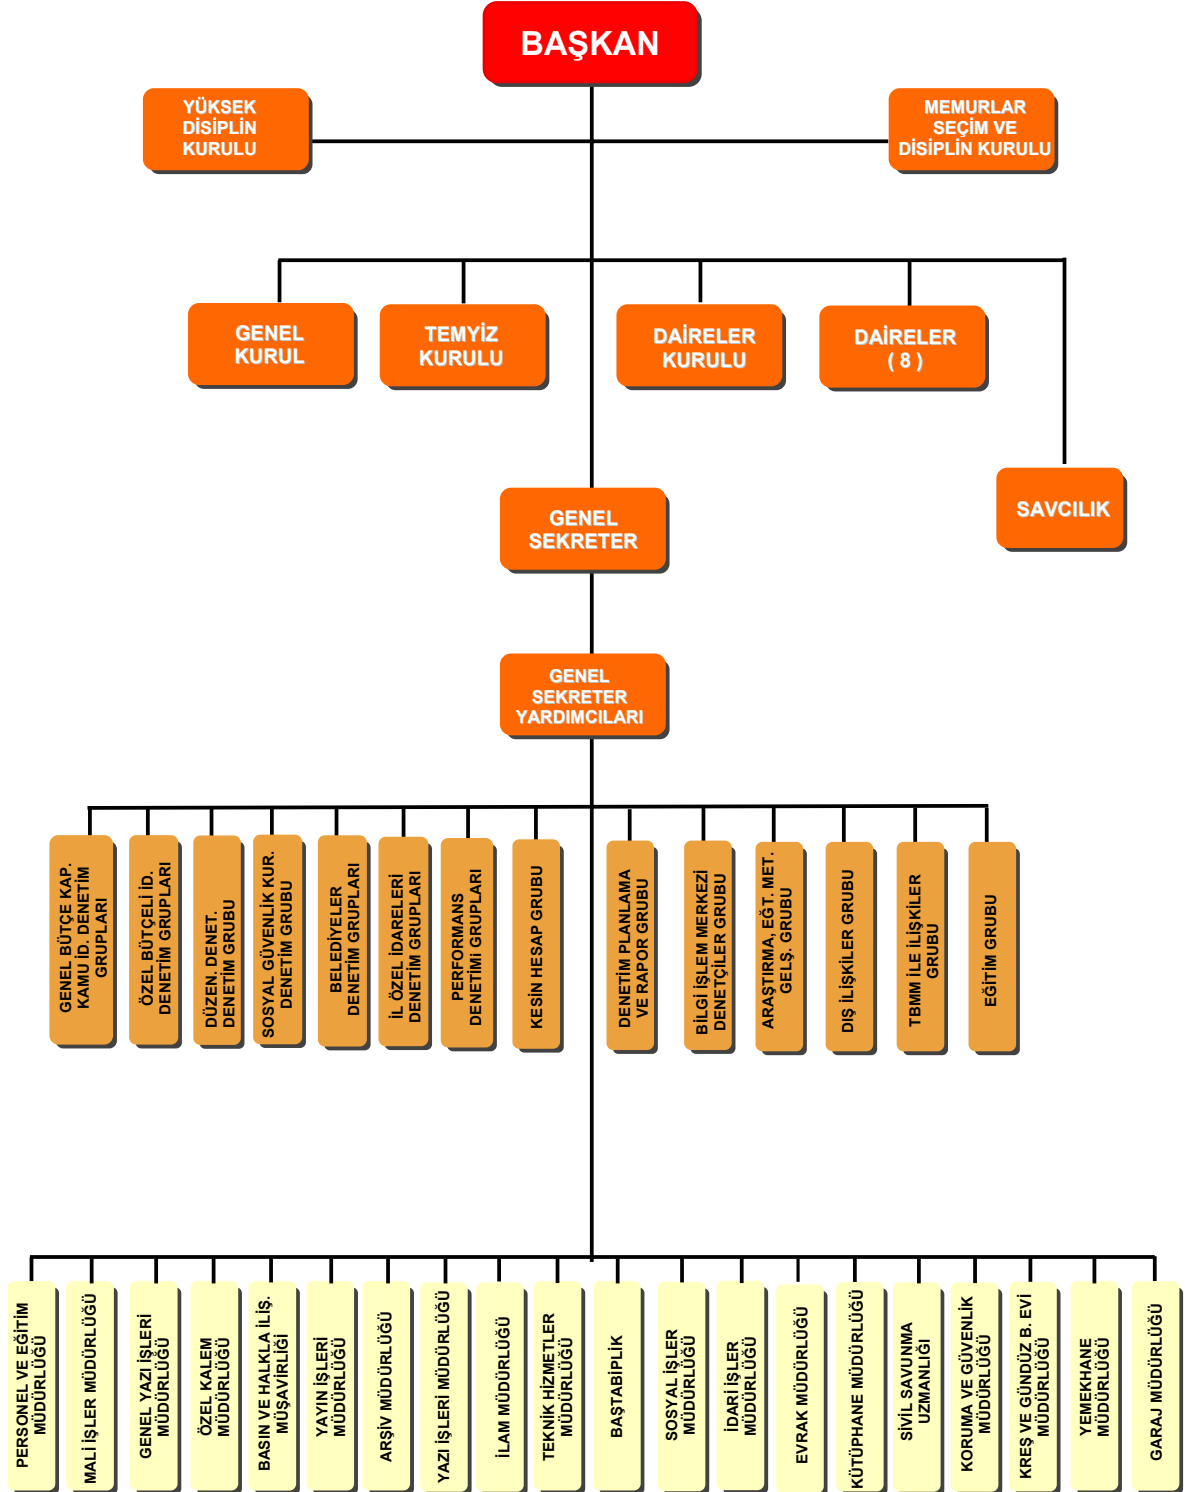 BAŞKAN
YÜKSEK
DİSİPLİN
KURULU
MEMURLAR
SEÇİM VE
DİSİPLİN KURULU
GENEL
KURUL
TEMYİZ
KURULU
DAİRELER
KURULU
DAİRELER
( 8 )
SAVCILIK
GENEL
SEKRETER
GENEL
SEKRETER
YARDIMCILARI
GENEL BÜTÇE KAP.
KAMU İD. DENETİM
GRUPLARI
ÖZEL BÜTÇELİ İD.
DENETİM GRUPLARI
DÜZEN. DENET.
DENETİM GRUBU
SOSYAL GÜVENLİK KUR.
DENETİM GRUBU
BELEDİYELER
DENETİM GRUPLARI
İL ÖZEL İDARELERİ
DENETİM GRUPLARI
PERFORMANS
DENETİMİ GRUPLARI
KESİN HESAP GRUBU
DENETİM PLANLAMA
VE RAPOR GRUBU
BİLGİ İŞLEM MERKEZİ
DENETÇİLER GRUBU
ARAŞTIRMA, EĞT. MET.
GELŞ. GRUBU
DIŞ İLİŞKİLER GRUBU
TBMM İLE İLİŞKİLER
GRUBU
EĞİTİM GRUBU
PERSONEL VE EĞİTİM
MÜDÜRLÜĞÜ
MALİ İŞLER MÜDÜRLÜĞÜ
GENEL YAZI İŞLERİ
MÜDÜRLÜĞÜ
ÖZEL KALEM
MÜDÜRLÜĞÜ
BASIN VE HALKLA İLİŞ.
MÜŞAVİRLİĞİ
YAYIN İŞLERİ
MÜDÜRLÜĞÜ
ARŞİV MÜDÜRLÜĞÜ
YAZI İŞLERİ MÜDÜRLÜĞÜ
İLAM MÜDÜRLÜĞÜ
TEKNİK HİZMETLER
MÜDÜRLÜĞÜ
BAŞTABİPLİK
SOSYAL İŞLER
MÜDÜRLÜĞÜ
İDARİ İŞLER
MÜDÜRLÜĞÜ
EVRAK MÜDÜRLÜĞÜ
KÜTÜPHANE MÜDÜRLÜĞÜ
SİVİL SAVUNMA
UZMANLIĞI
KORUMA VE GÜVENLİK
MÜDÜRLÜĞÜ
KREŞ VE GÜNDÜZ B. EVİ
MÜDÜRLÜĞÜ
YEMEKHANE
MÜDÜRLÜĞÜ
GARAJ MÜDÜRLÜĞÜ